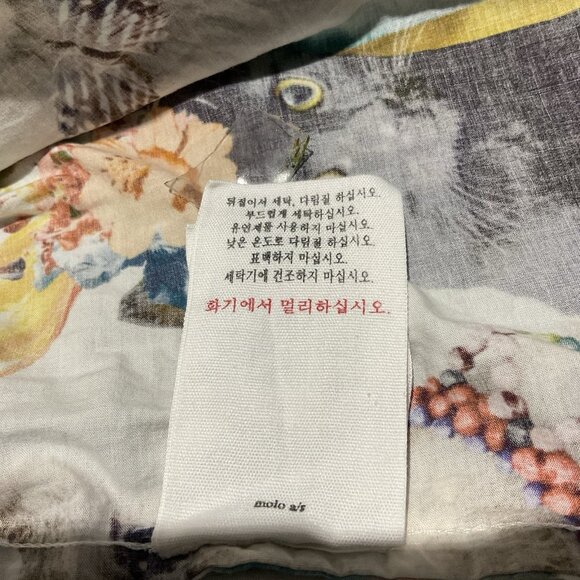 뒤집어서 세탁, 다림질 하십시오.
부드럽게 세탁하십시오.
유연제품 사용하지 마십시오.
낮은 온도로 다림질 하십시오.
표백하지 마십시오.
세탁기에 건조하지 마십시오.
화기에서 멀리하십시오.
molo a/s